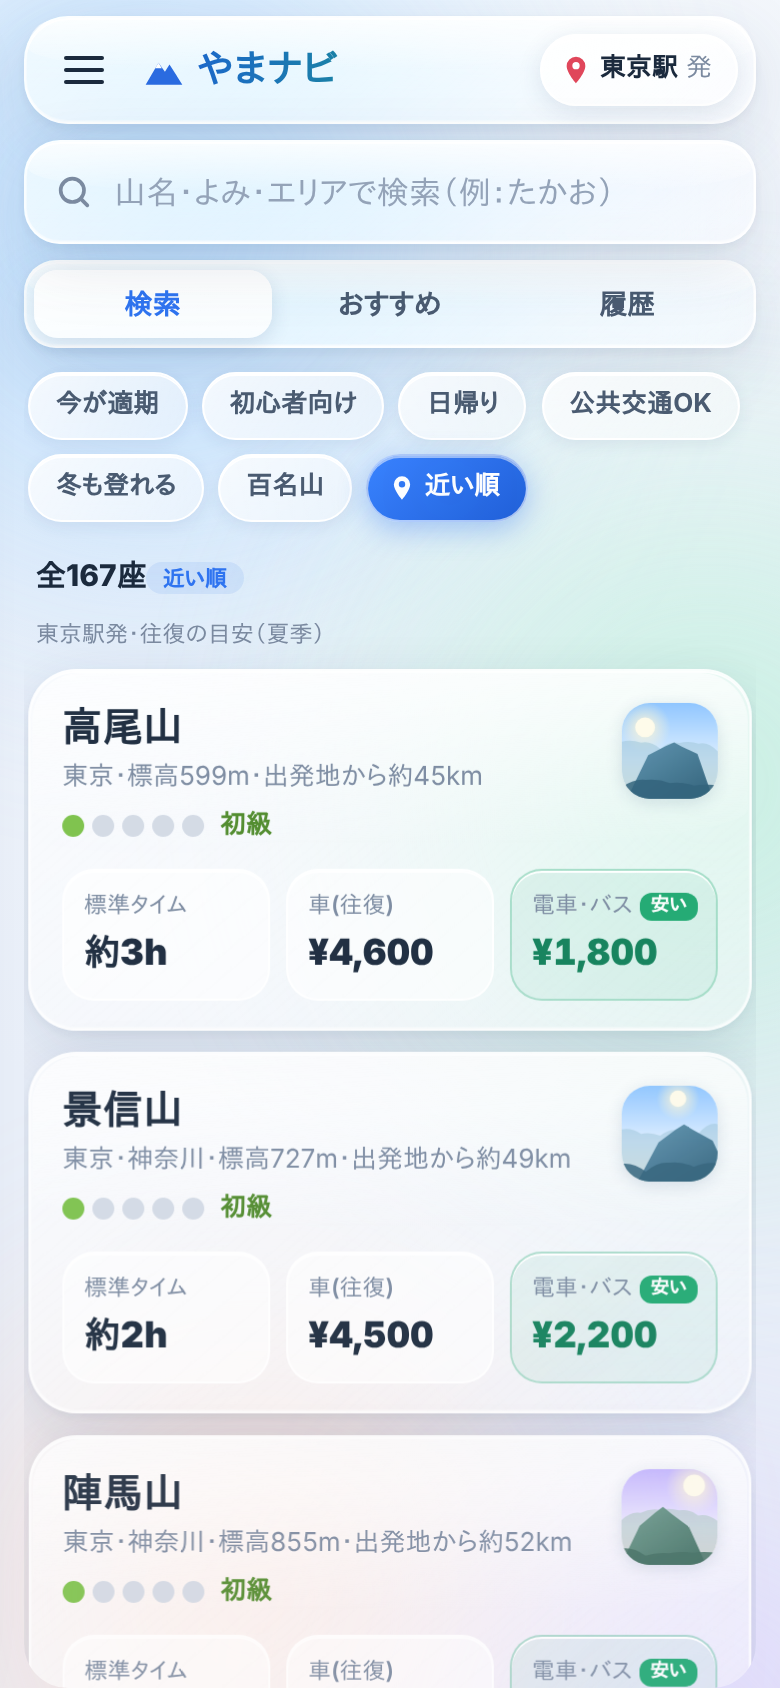 やまナビ
東京駅 発
山名・よみ・エリアで検索（例：たかお）
検索 おすすめ 履歴
今が適期 初心者向け 日帰り 公共交通OK
冬も登れる 百名山 近い順
全167座 近い順
東京駅発・往復の目安（夏季）
高尾山
東京・標高599m・出発地から約45km
初級
標準タイム 車(往復) 電車・バス 安い
約3h ¥4,600 ¥1,800
景信山
東京・神奈川・標高727m・出発地から約49km
初級
標準タイム 車(往復) 電車・バス 安い
約2h ¥4,500 ¥2,200
陣馬山
東京・神奈川・標高855m・出発地から約52km
初級
標準タイム 車(往復) 電車・バス 安い